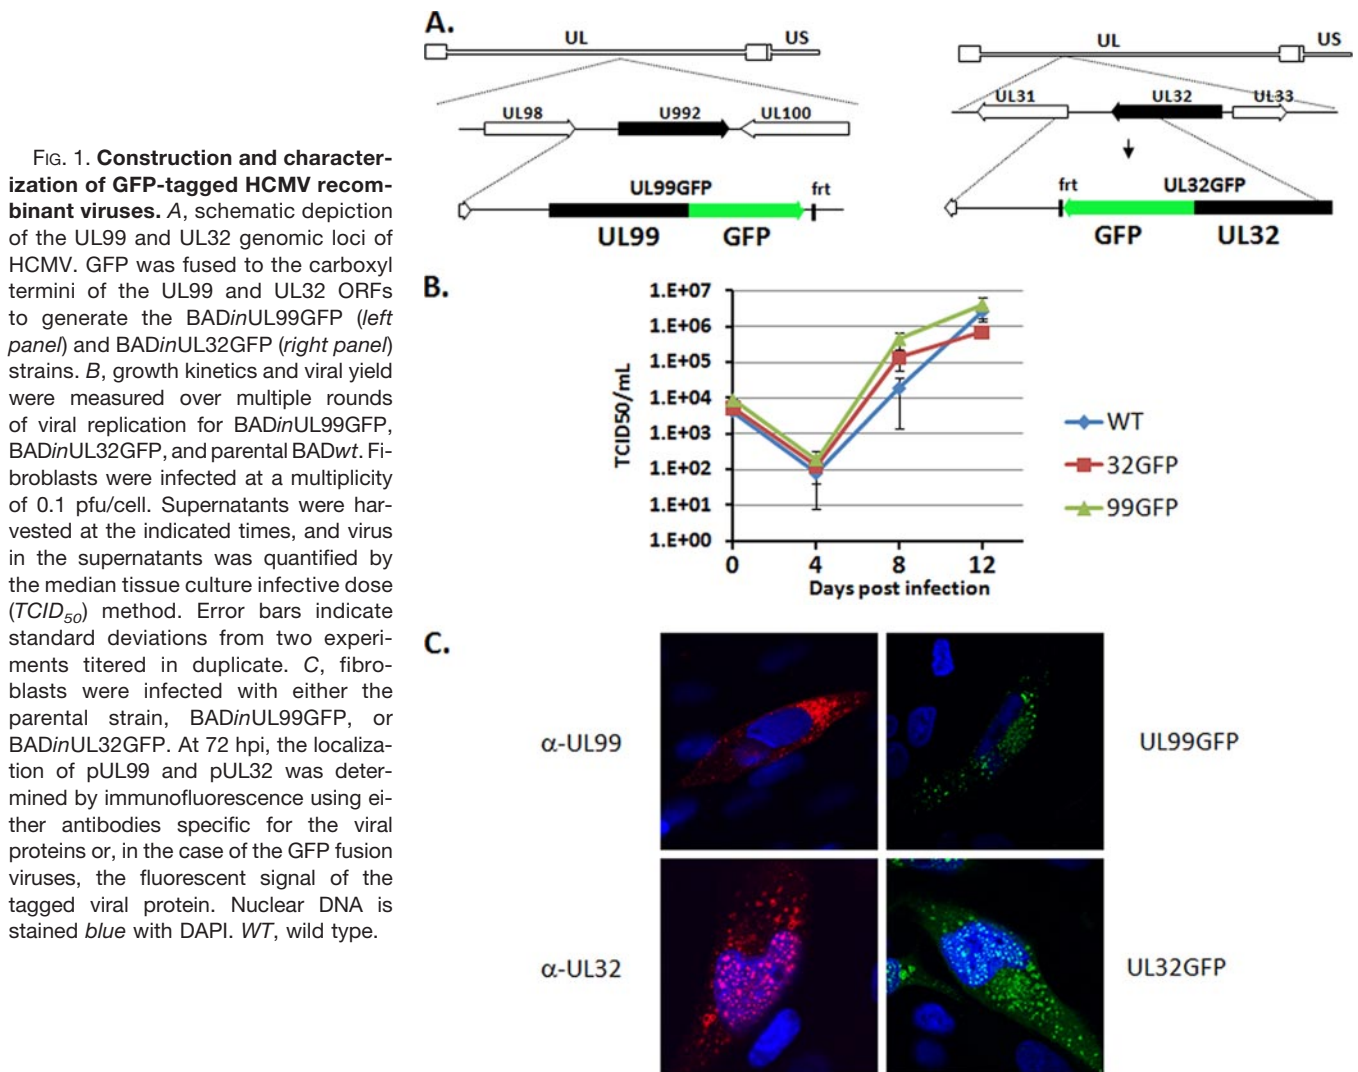 FIG. 1. Construction and character-
ization of GFP-tagged HCMV recom-
binant viruses. A, schematic depiction
of the UL99 and UL32 genomic loci of
HCMV. GFP was fused to the carboxyl
termini of the UL99 and UL32 ORFs
to generate the BADinUL99GFP (left
panel) and BADinUL32GFP (right panel)
strains. B, growth kinetics and viral yield
were measured over multiple rounds
of viral replication for BADinUL99GFP,
BADinUL32GFP, and parental BADwt. Fi-
broblasts were infected at a multiplicity
of 0.1 pfu/cell. Supernatants were har-
vested at the indicated times, and virus
in the supernatants was quantified by
the median tissue culture infective dose
(TCID50) method. Error bars indicate
standard deviations from two experi-
ments titered in duplicate. C, fibro-
blasts were infected with either the
parental strain, BADinUL99GFP, or
BADinUL32GFP. At 72 hpi, the localiza-
tion of pUL99 and pUL32 was deter-
mined by immunofluorescence using ei-
ther antibodies specific for the viral
proteins or, in the case of the GFP fusion
viruses, the fluorescent signal of the
tagged viral protein. Nuclear DNA is
stained blue with DAPI. WT, wild type.
A.
UL US
UL98 U992 UL100
UL99GFP frt
UL99 GFP
UL US
UL31 UL32 UL33
frt UL32GFP
GFP UL32
B.
TCID50/mL
1.E+07
1.E+06
1.E+05
1.E+04
1.E+03
1.E+02
1.E+01
1.E+00
0 4 8 12
Days post infection
WT
32GFP
99GFP
C.
α-UL99 UL99GFP
α-UL32 UL32GFP